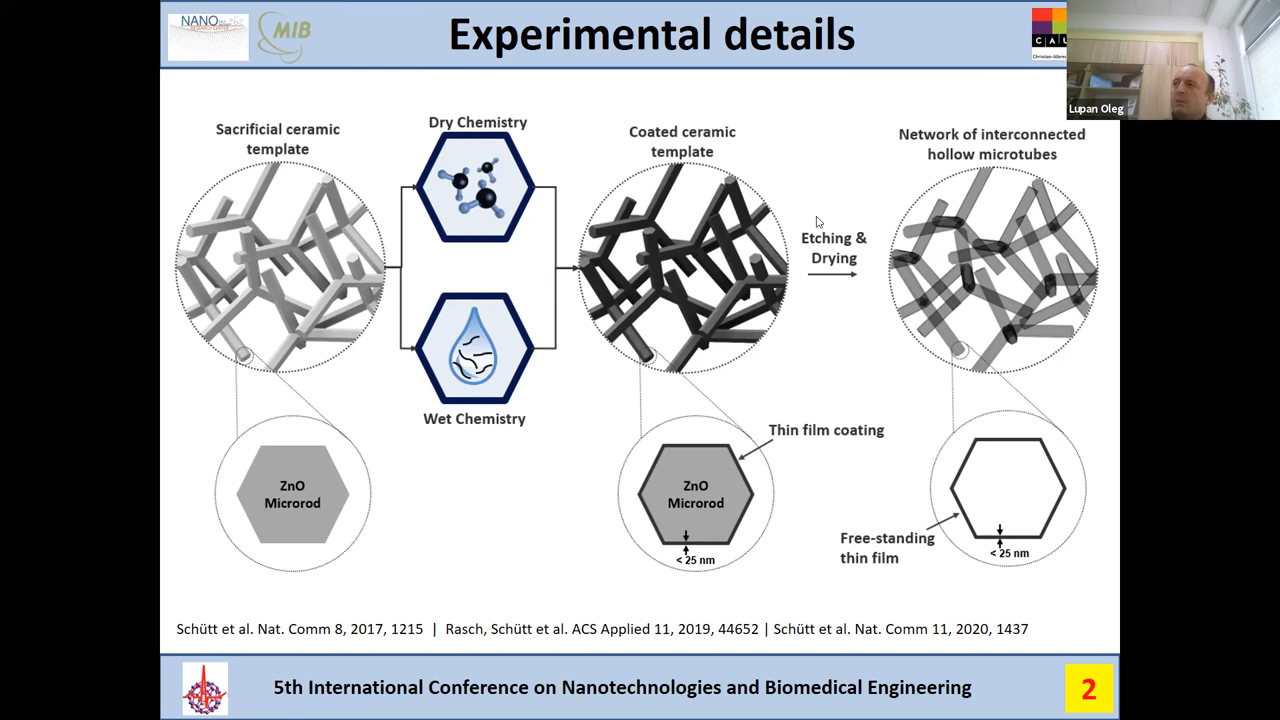 NANO
RESEARCH CENTER
MIB
Experimental details
CAU
Lupan Oleg
Sacrificial ceramic
template
Dry Chemistry
Wet Chemistry
Coated ceramic
template
Etching &
Drying
Network of interconnected
hollow microtubes
ZnO
Microrod
ZnO
Microrod
< 25 nm
Thin film coating
Free-standing
thin film
< 25 nm
Schütt et al. Nat. Comm 8, 2017, 1215 | Rasch, Schütt et al. ACS Applied 11, 2019, 44652 | Schütt et al. Nat. Comm 11, 2020, 1437
5th International Conference on Nanotechnologies and Biomedical Engineering
2